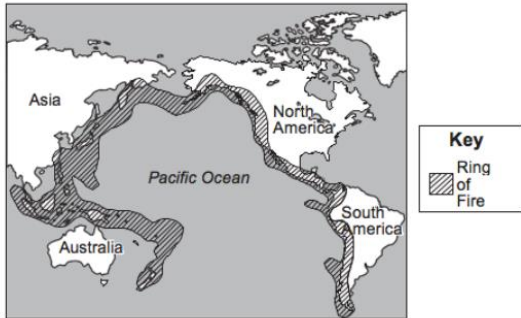 Asia
North
America
Pacific Ocean
South
America
Australia
Key
Ring
of
Fire